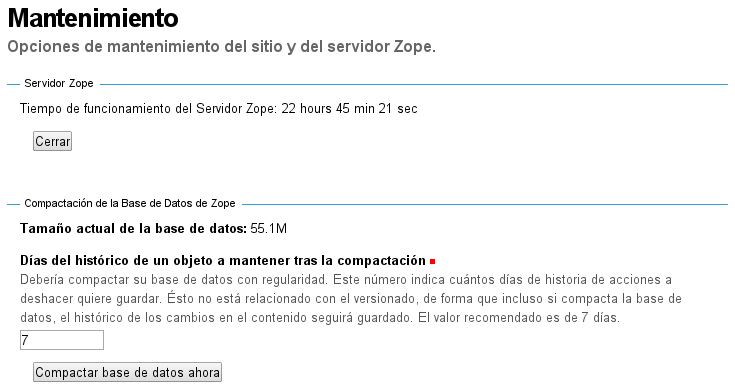 Mantenimiento
Opciones de mantenimiento del sitio y del servidor Zope.
Servidor Zope
Tiempo de funcionamiento del Servidor Zope: 22 hours 45 min 21 sec
Cerrar
Compactación de la Base de Datos de Zope
Tamaño actual de la base de datos: 55.1M
Días del histórico de un objeto a mantener tras la compactación
Debería compactar su base de datos con regularidad. Este número indica cuántos días de historia de acciones a
deshacer quiere guardar. Ésto no está relacionado con el versionado, de forma que incluso si compacta la base de
datos, el histórico de los cambios en el contenido seguirá guardado. El valor recomendado es de 7 días.
7
Compactar base de datos ahora